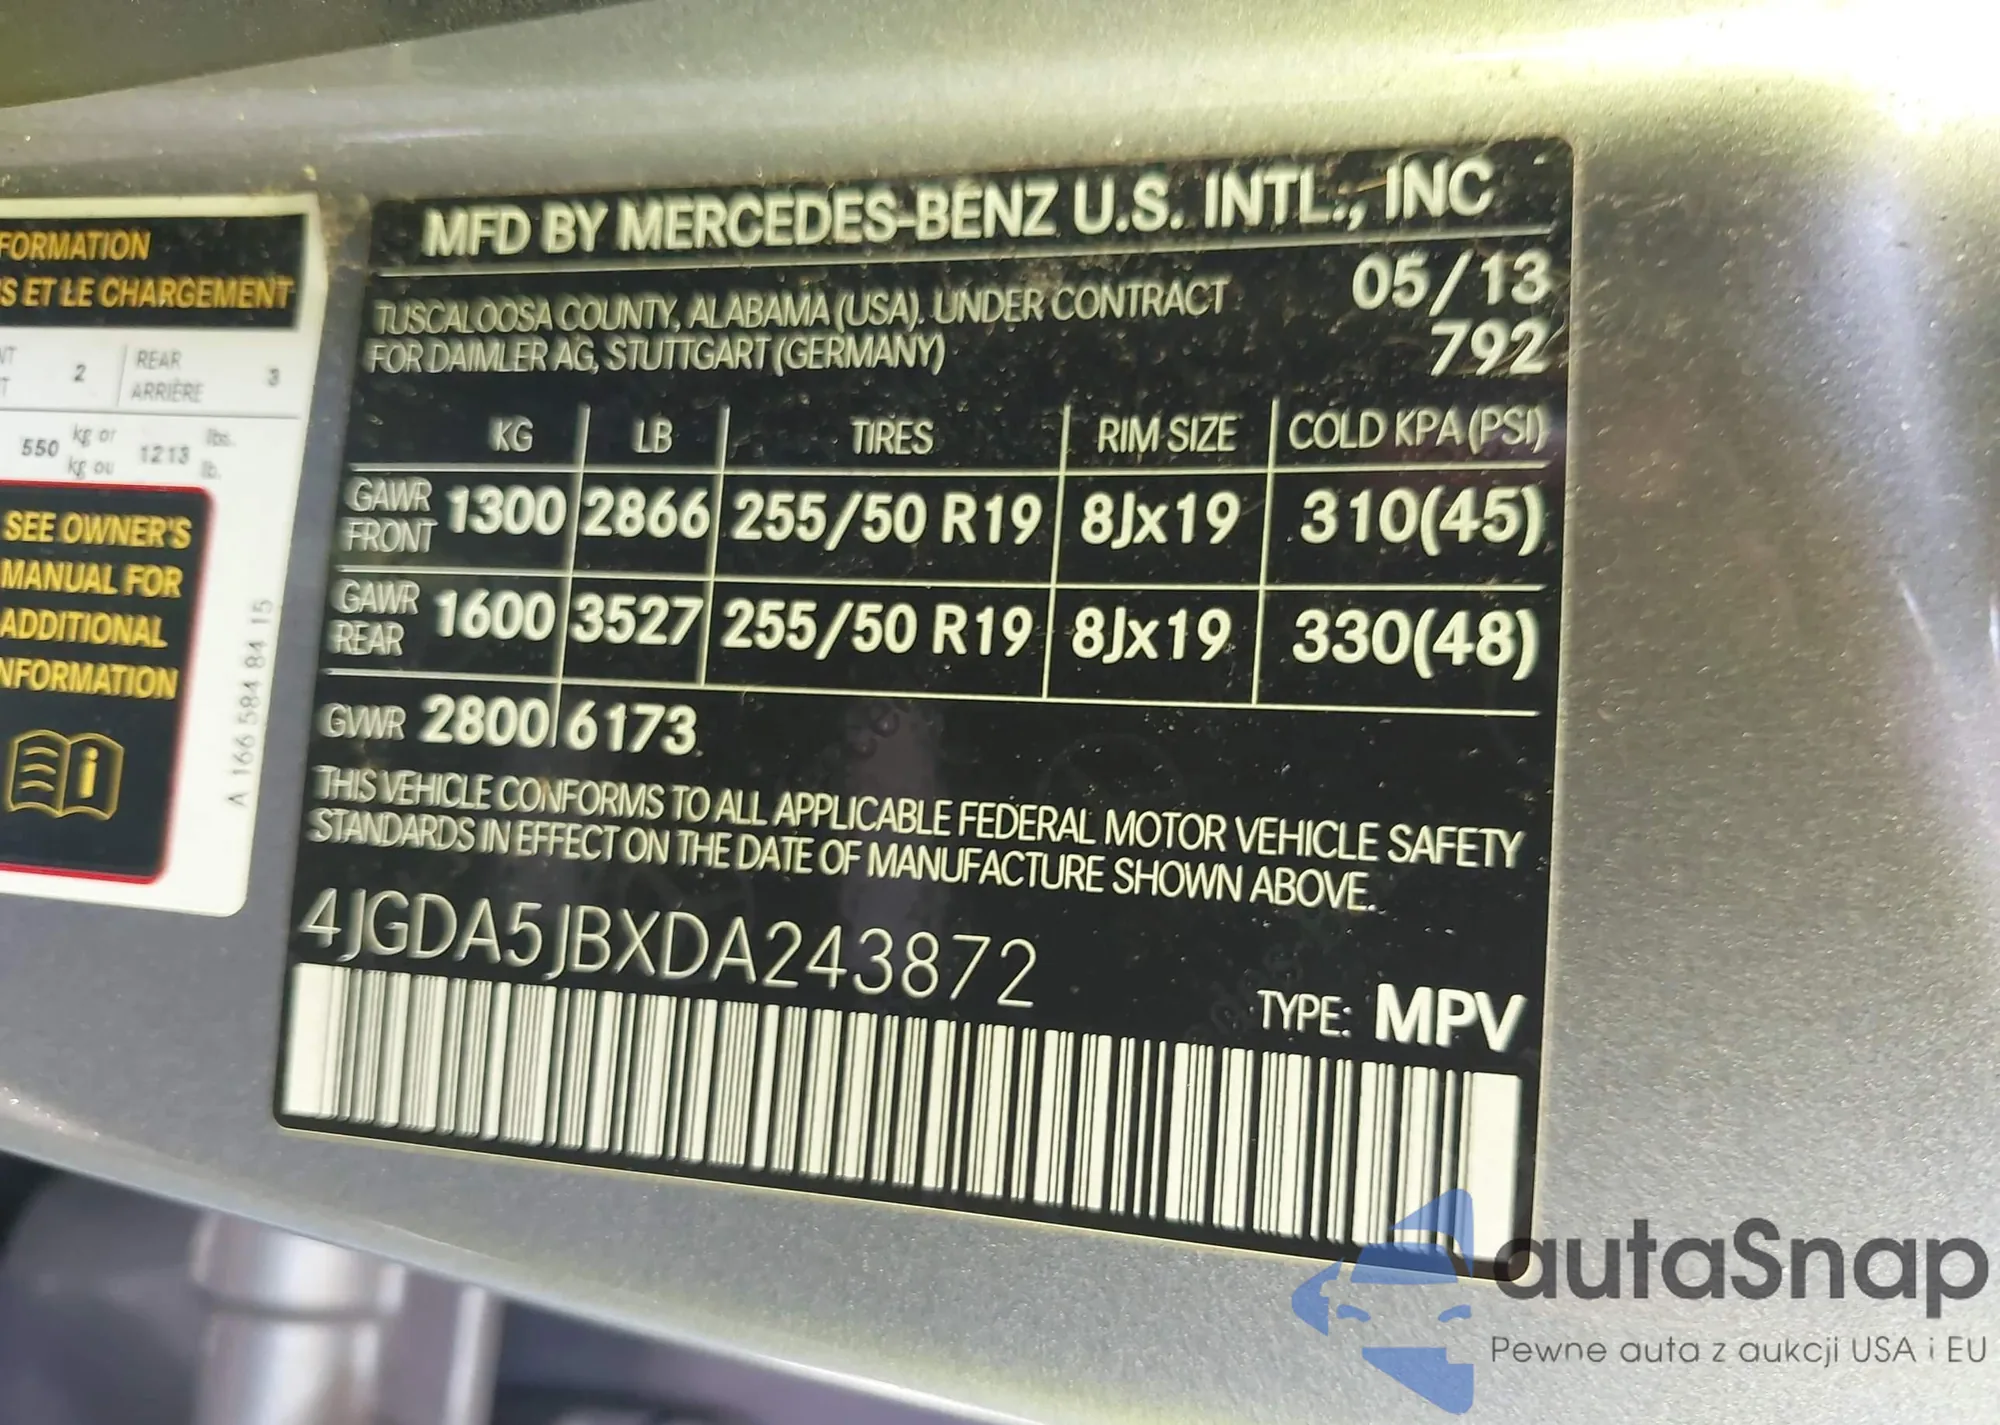 FORMATION
S ET LE CHARGEMENT
2
REAR
ARRIÈRE
3
550 kg or 1213 lbs.
kg ou lb.
SEE OWNER'S
MANUAL FOR
ADDITIONAL
NFORMATION
A 166 584 84 15
MFD BY MERCEDES-BENZ U.S. INTL., INC
TUSCALOOSA COUNTY, ALABAMA (USA). UNDER CONTRACT
FOR DAIMLER AG, STUTTGART (GERMANY)
05/13
792
KG LB TIRES RIM SIZE COLD KPA (PSI)
GAWR FRONT 1300 2866 255/50 R19 8Jx19 310(45)
GAWR REAR 1600 3527 255/50 R19 8Jx19 330(48)
GVWR 2800 6173
THIS VEHICLE CONFORMS TO ALL APPLICABLE FEDERAL MOTOR VEHICLE SAFETY
STANDARDS IN EFFECT ON THE DATE OF MANUFACTURE SHOWN ABOVE.
4JGDA5JBXDA243872
TYPE: MPV
autaSnap
Pewne auta z aukcji USA i EU